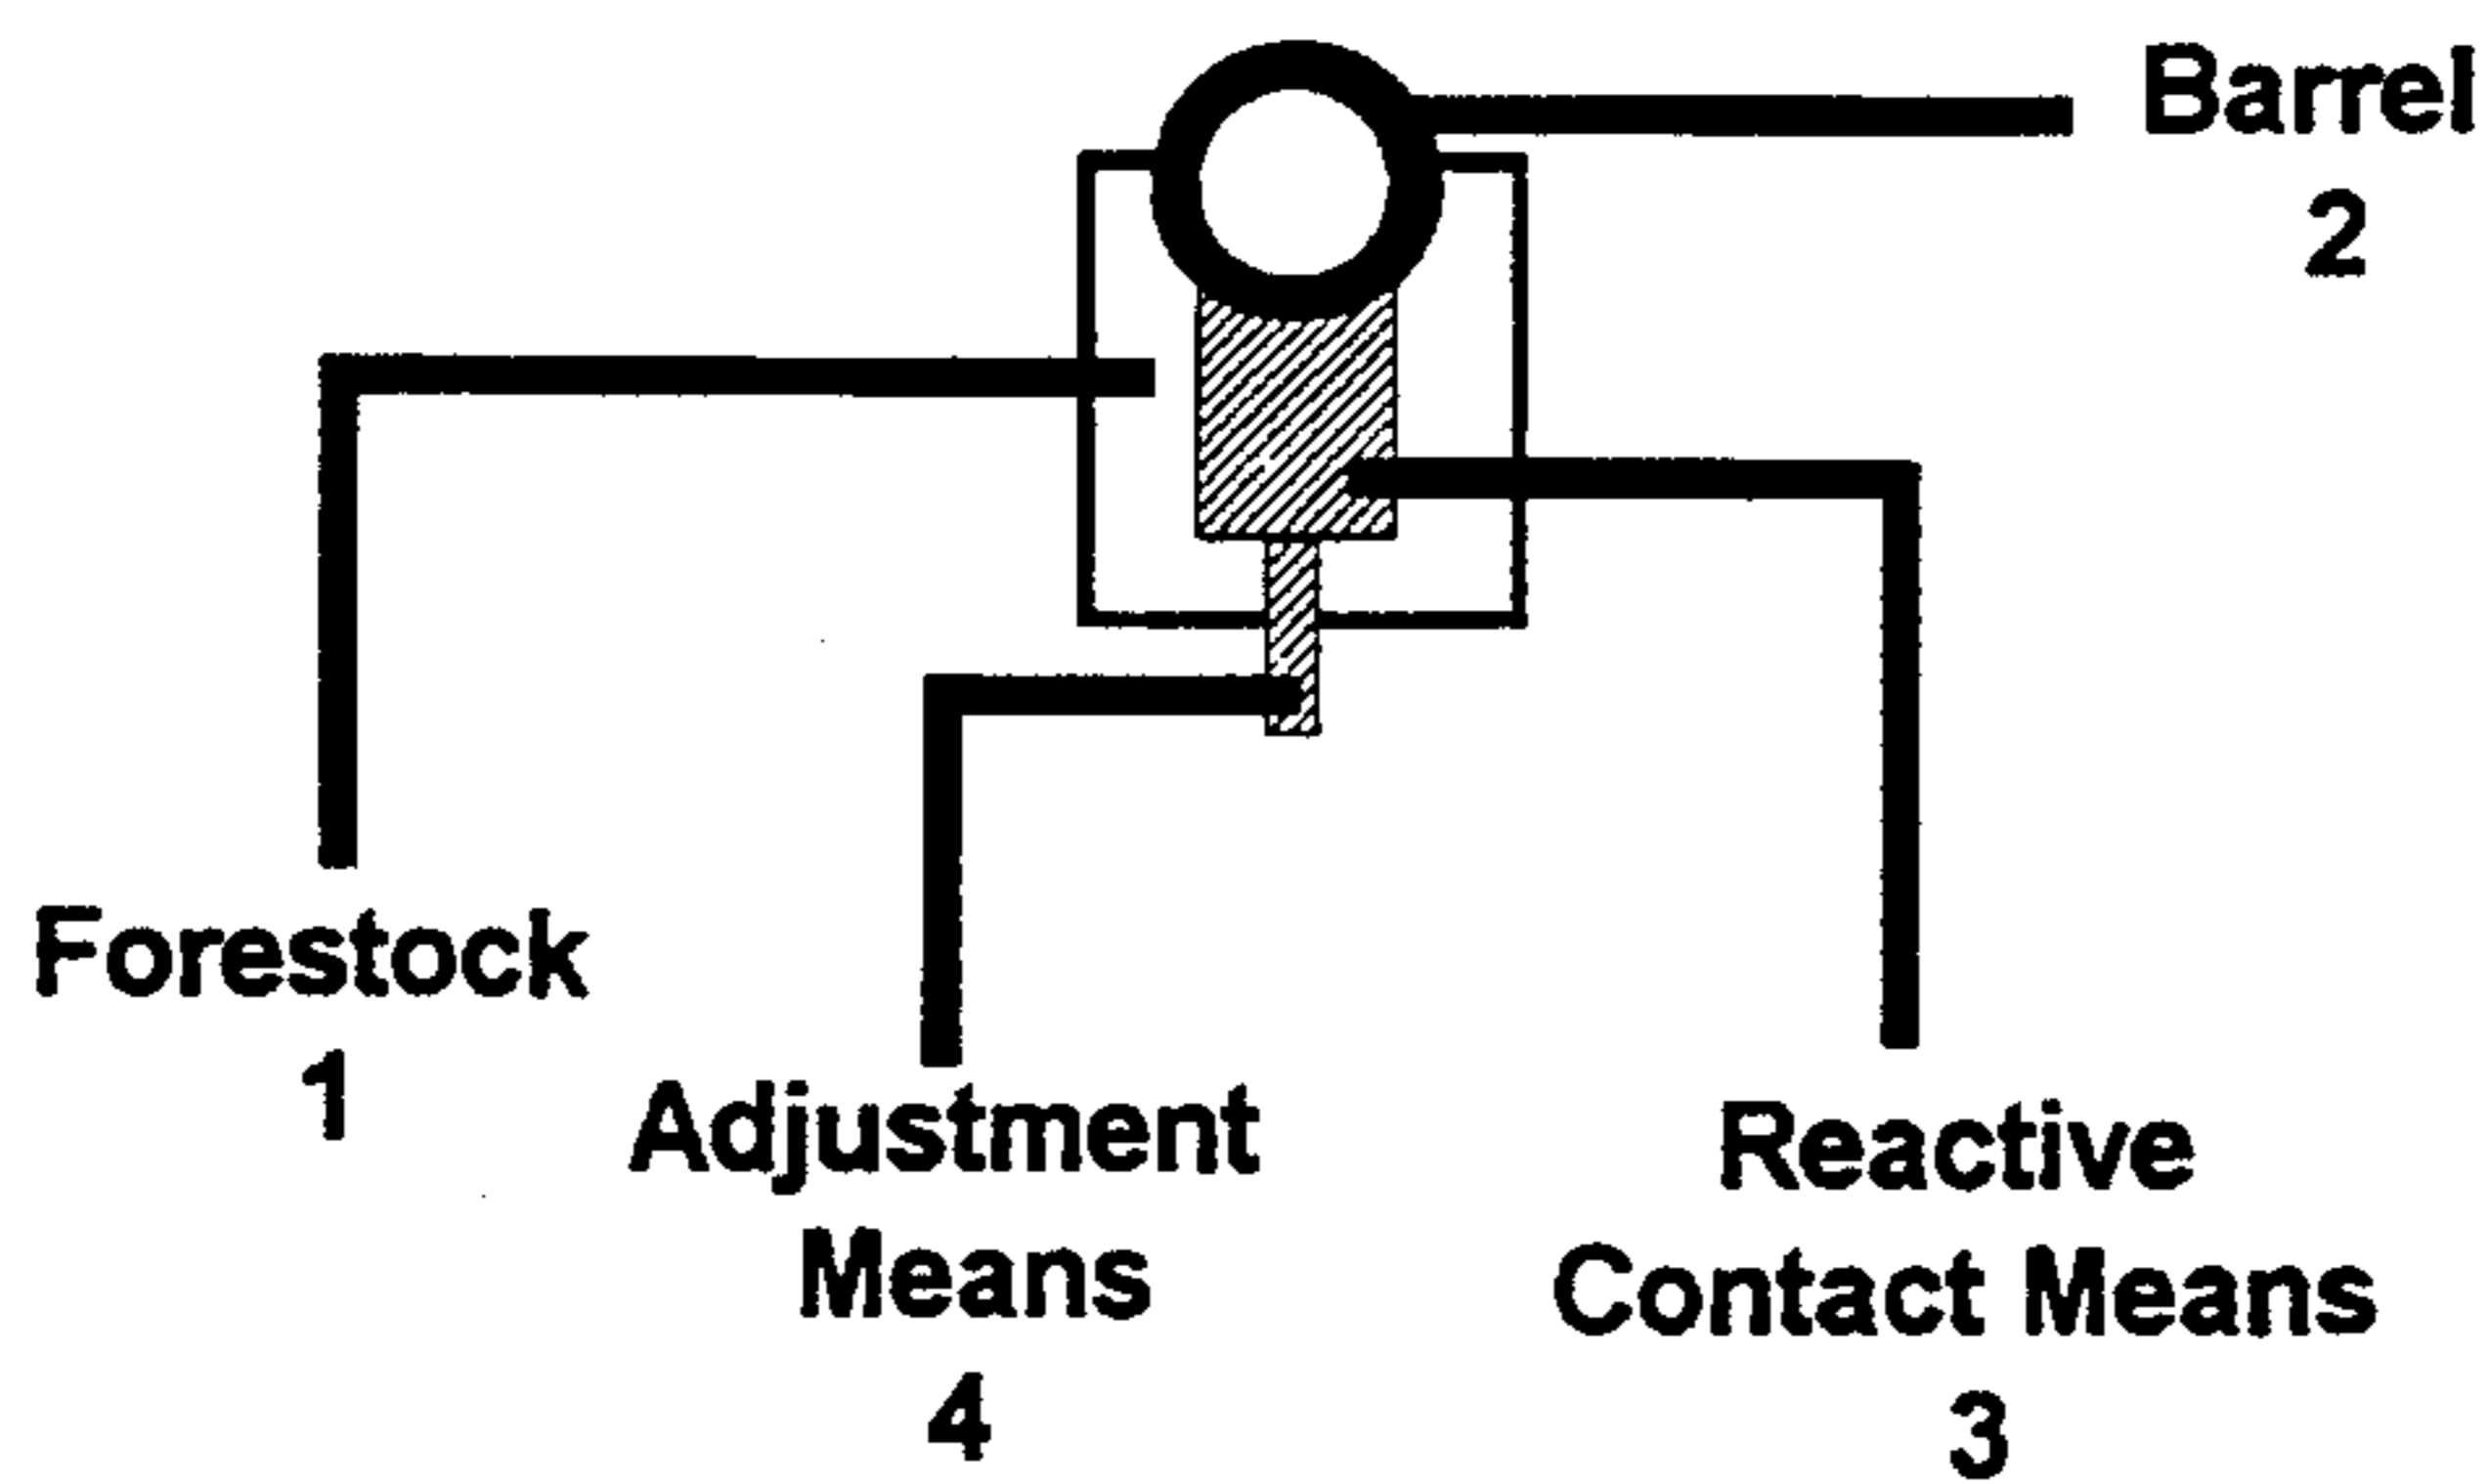 Barrel
2
Forestock
1
Adjustment
Means
4
Reactive
Contact Means
3